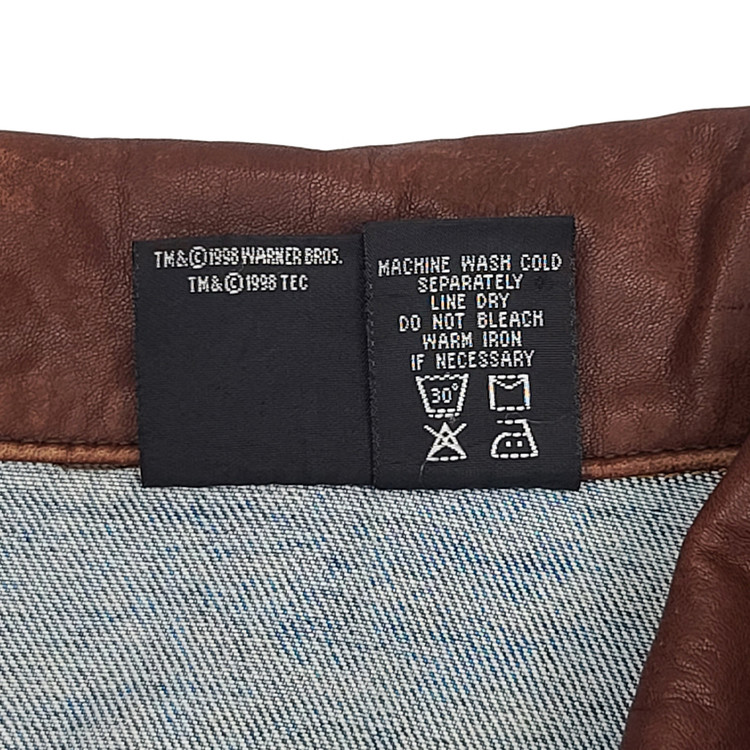 TM&©1998 WARNER BROS.
TM&©1998 TEC
MACHINE WASH COLD
SEPARATELY
LINE DRY
DO NOT BLEACH
WARM IRON
IF NECESSARY
30°